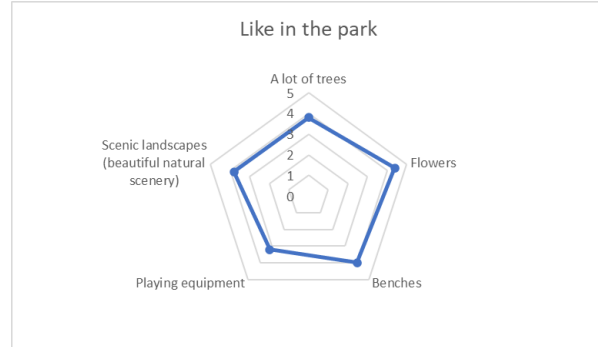 Like in the park
A lot of trees
5
4
3
2
1
0
Flowers
Scenic landscapes
(beautiful natural
scenery)
Playing equipment
Benches